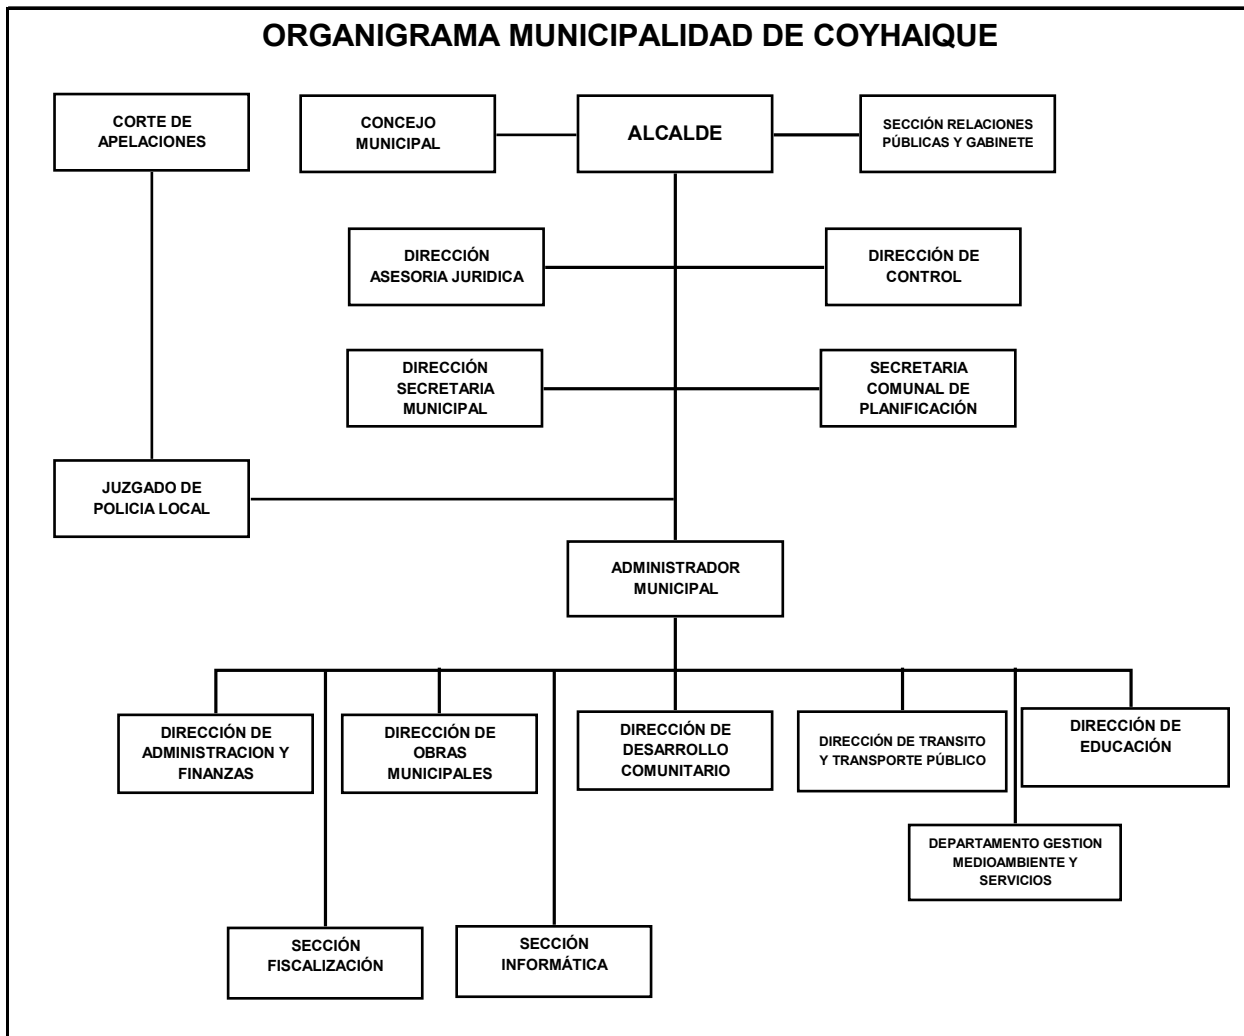 ORGANIGRAMA MUNICIPALIDAD DE COYHAIQUE
CORTE DE
APELACIONES
CONCEJO
MUNICIPAL
ALCALDE
SECCIÓN RELACIONES
PÚBLICAS Y GABINETE
DIRECCIÓN
ASESORIA JURIDICA
DIRECCIÓN DE
CONTROL
DIRECCIÓN
SECRETARIA
MUNICIPAL
SECRETARIA
COMUNAL DE
PLANIFICACIÓN
JUZGADO DE
POLICIA LOCAL
ADMINISTRADOR
MUNICIPAL
DIRECCIÓN DE
ADMINISTRACION Y
FINANZAS
DIRECCIÓN DE
OBRAS
MUNICIPALES
DIRECCIÓN DE
DESARROLLO
COMUNITARIO
DIRECCIÓN DE TRANSITO
Y TRANSPORTE PÚBLICO
DIRECCIÓN DE
EDUCACIÓN
DEPARTAMENTO GESTION
MEDIOAMBIENTE Y
SERVICIOS
SECCIÓN
FISCALIZACIÓN
SECCIÓN
INFORMÁTICA